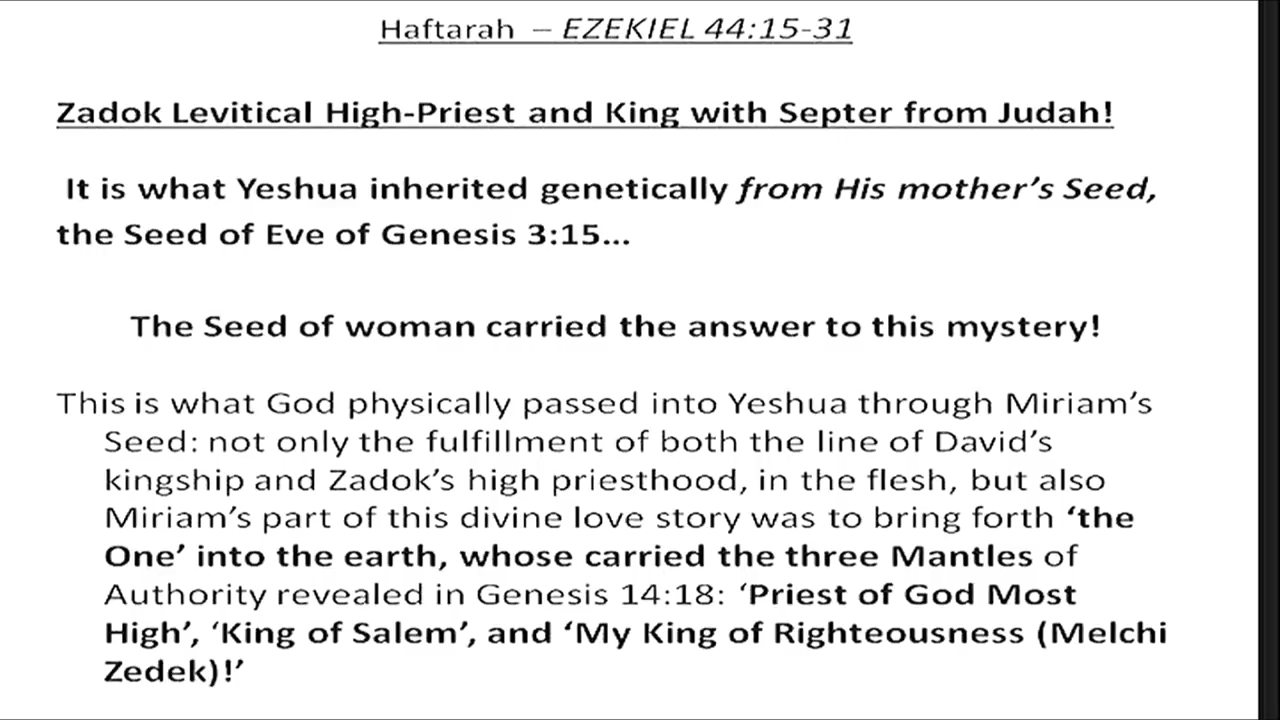 Haftarah – EZEKIEL 44:15-31
Zadok Levitical High-Priest and King with Septer from Judah!
It is what Yeshua inherited genetically from His mother’s Seed,
the Seed of Eve of Genesis 3:15...
The Seed of woman carried the answer to this mystery!
This is what God physically passed into Yeshua through Miriam’s
Seed: not only the fulfillment of both the line of David’s
kingship and Zadok’s high priesthood, in the flesh, but also
Miriam’s part of this divine love story was to bring forth ‘the
One’ into the earth, whose carried the three Mantles of
Authority revealed in Genesis 14:18: ‘Priest of God Most
High’, ‘King of Salem’, and ‘My King of Righteousness (Melchi
Zedek)!’